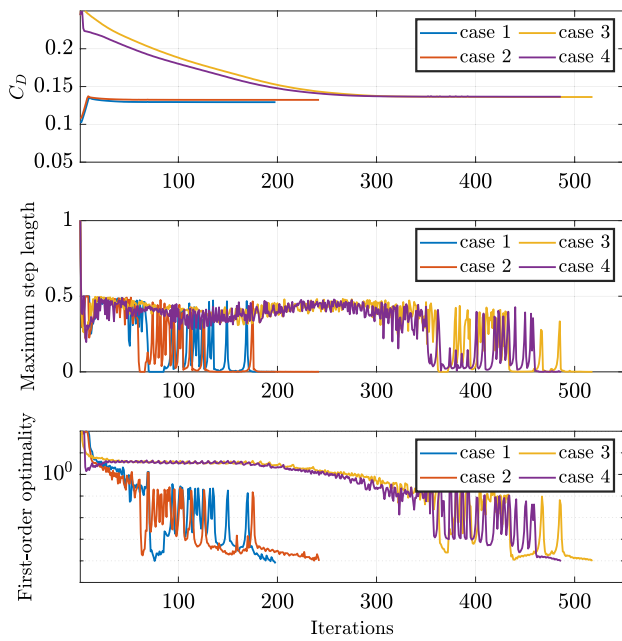 0.2
0.15
0.1
0.05
C_D
case 1 case 3
case 2 case 4
100 200 300 400 500
1
0.5
0
Maximum step length
case 1 case 3
case 2 case 4
100 200 300 400 500
10^0
First-order optimality
case 1 case 3
case 2 case 4
100 200 300 400 500
Iterations